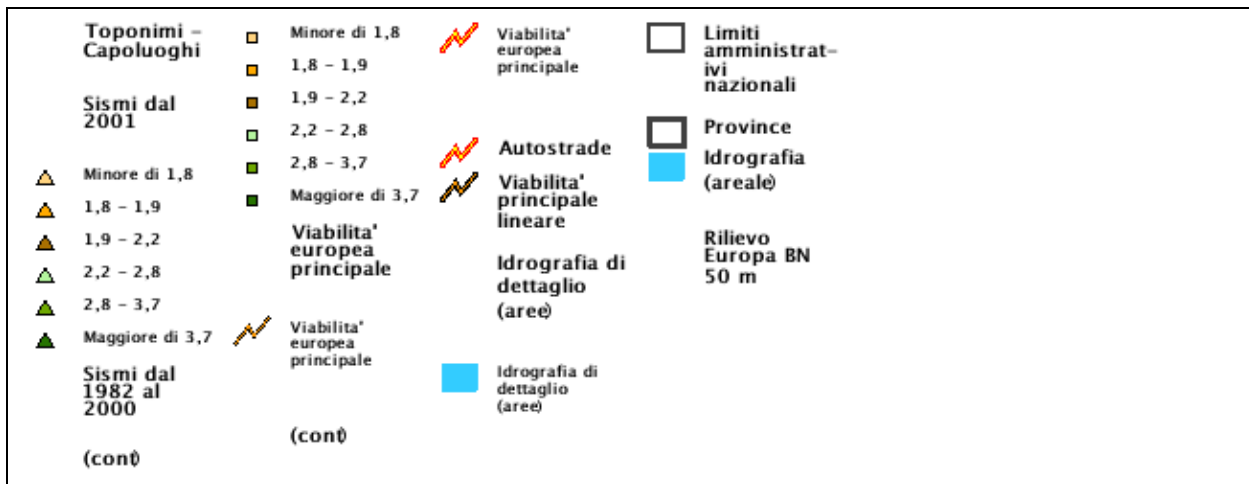 Toponimi -
Capoluoghi
Sismi dal
2001
Minore di 1,8
1,8 - 1,9
1,9 - 2,2
2,2 - 2,8
2,8 - 3,7
Maggiore di 3,7
Sismi dal
1982 al
2000
(cont)
Minore di 1,8
1,8 - 1,9
1,9 - 2,2
2,2 - 2,8
2,8 - 3,7
Maggiore di 3,7
Viabilita'
europea
principale
Viabilita'
europea
principale
(cont)
Viabilita'
europea
principale
Autostrade
Viabilita'
principale
lineare
Idrografia di
dettaglio
(aree)
Idrografia di
dettaglio
(aree)
Limiti
amministrat-
ivi
nazionali
Province
Idrografia
(areale)
Rilievo
Europa BN
50 m